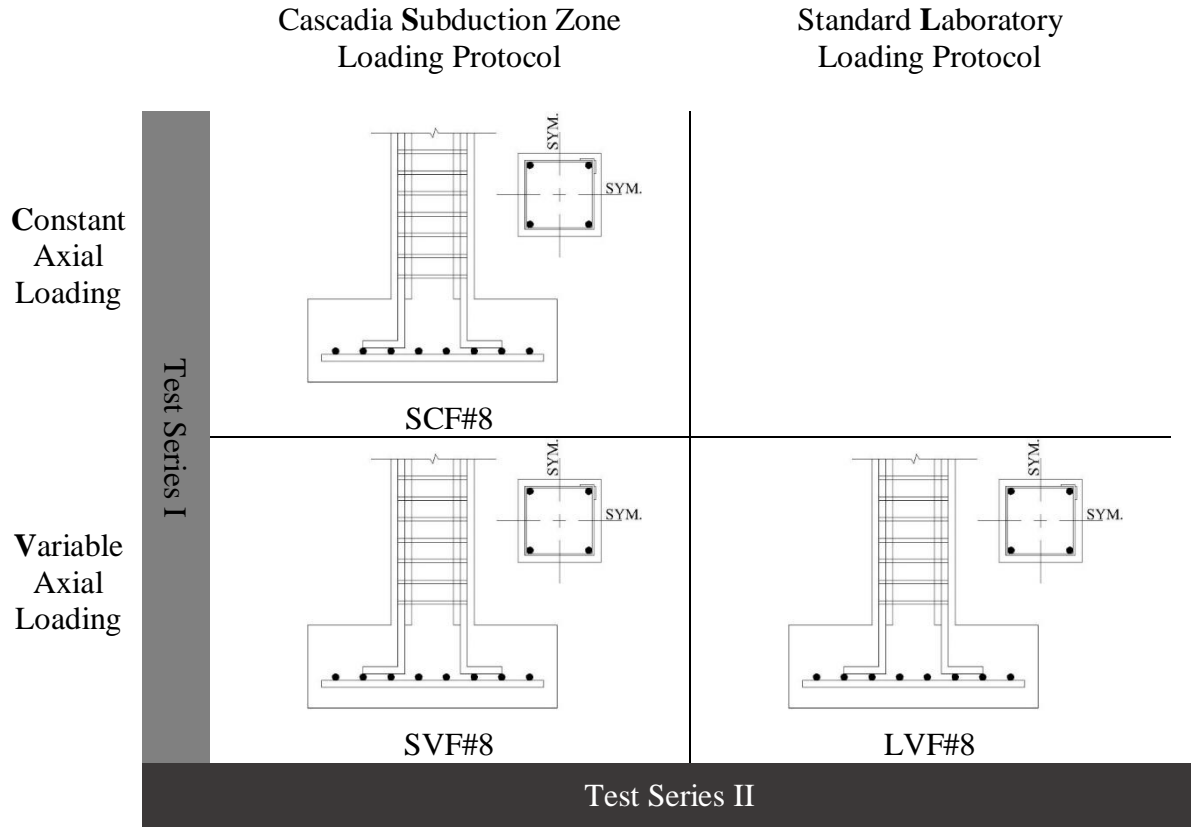 Cascadia Subduction Zone
Loading Protocol
Standard Laboratory
Loading Protocol
Constant
Axial
Loading
Test Series I
SYM.
SYM.
SCF#8
Variable
Axial
Loading
SYM.
SYM.
SVF#8
SYM.
SYM.
LVF#8
Test Series II